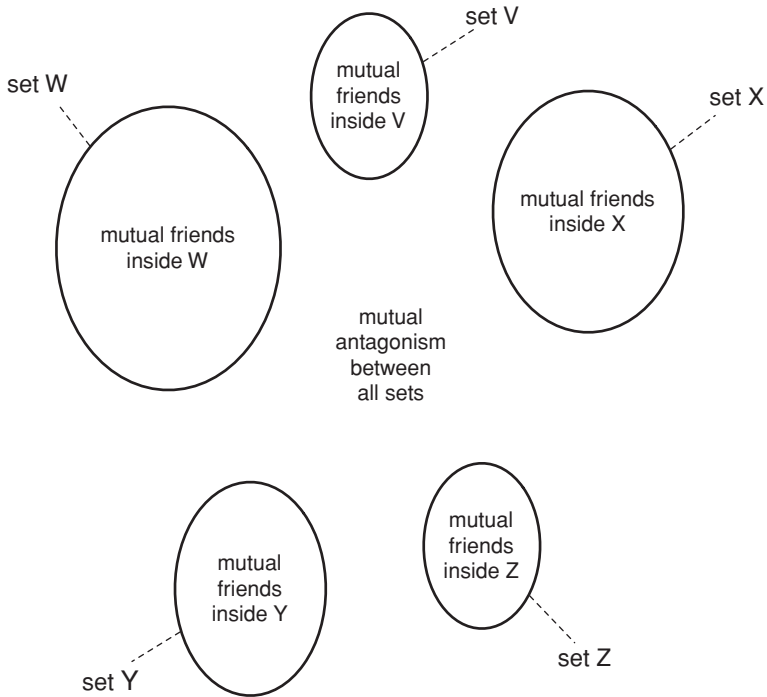 set V
mutual
friends
inside V
set W
set X
mutual friends
inside W
mutual friends
inside X
mutual
antagonism
between
all sets
mutual
friends
inside Z
mutual
friends
inside Y
set Z
set Y